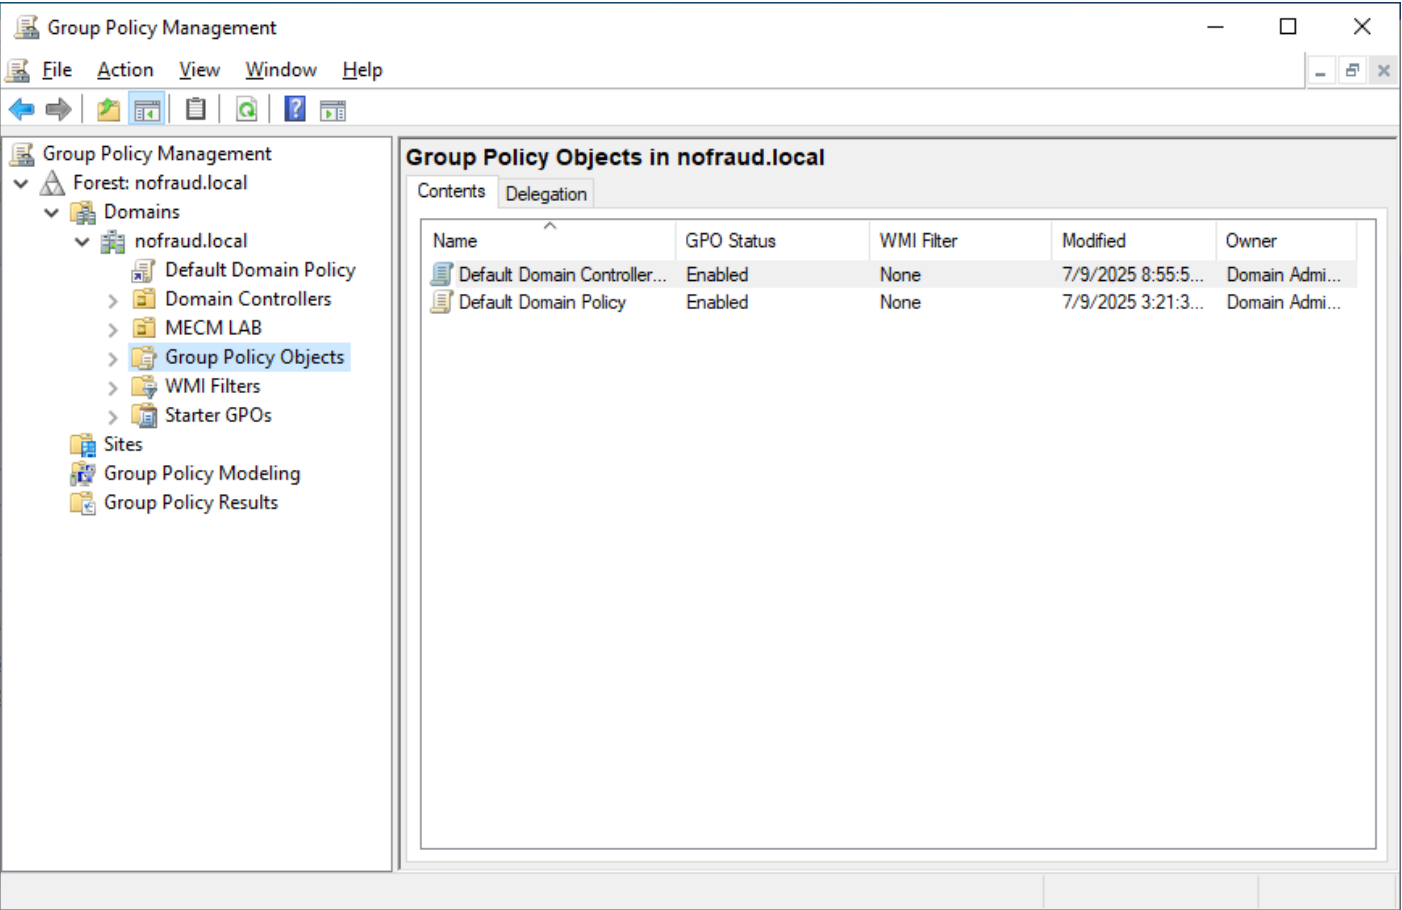 Group Policy Management
File Action View Window Help
Group Policy Management
Forest: nofraud.local
Domains
nofraud.local
Default Domain Policy
Domain Controllers
MECM LAB
Group Policy Objects
WMI Filters
Starter GPOs
Sites
Group Policy Modeling
Group Policy Results
Group Policy Objects in nofraud.local
Contents Delegation
Name GPO Status WMI Filter Modified Owner
Default Domain Controller... Enabled None 7/9/2025 8:55:5... Domain Admi...
Default Domain Policy Enabled None 7/9/2025 3:21:3... Domain Admi...